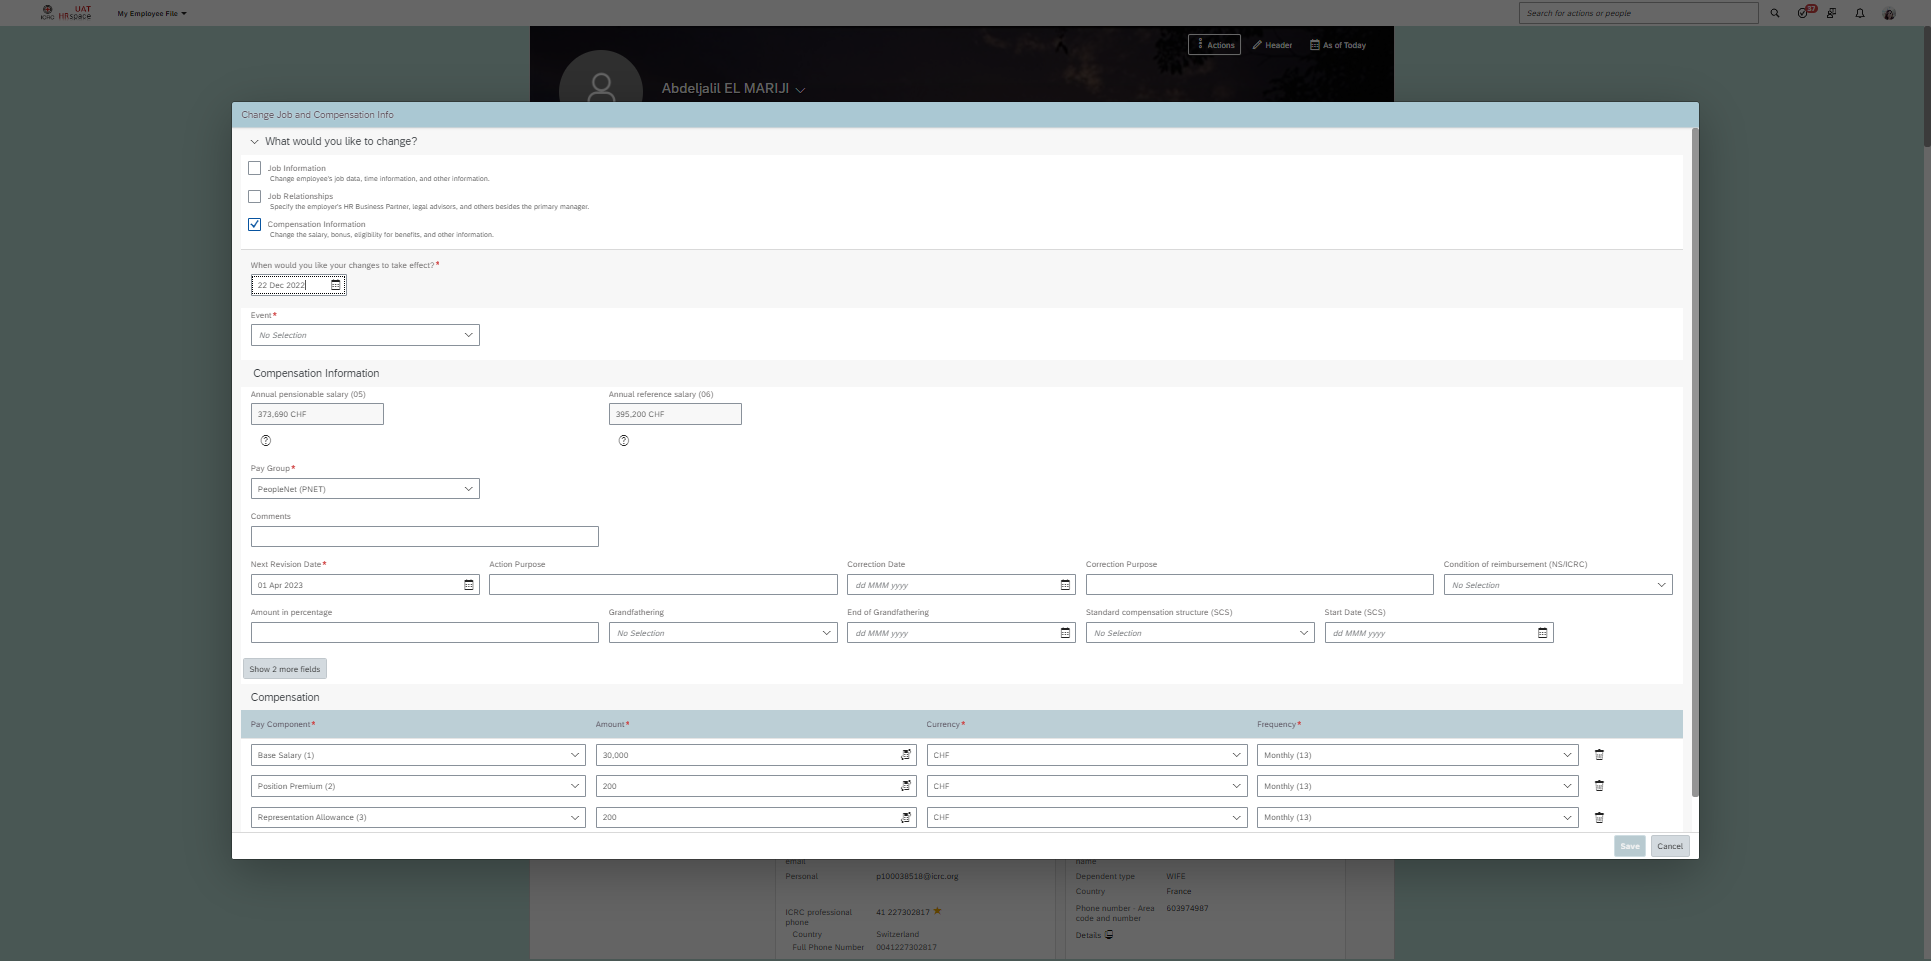 ICRC
UAT
HRspace
My Employee File
Search for actions or people
37
Actions
Header
As of Today
Abdeljalil EL MARIJI
Change Job and Compensation Info
What would you like to change?
Job Information
Change employee's job data, time information, and other information.
Job Relationships
Specify the employer's HR Business Partner, legal advisors, and others besides the primary manager.
Compensation Information
Change the salary, bonus, eligibility for benefits, and other information.
When would you like your changes to take effect?*
22 Dec 2022
Event*
No Selection
Compensation Information
Annual pensionable salary (05)
Annual reference salary (06)
373,690 CHF
395,200 CHF
Pay Group*
PeopleNet (PNET)
Comments
Next Revision Date*
Action Purpose
Correction Date
Correction Purpose
Condition of reimbursement (NS/ICRC)
01 Apr 2023
dd MMM yyyy
No Selection
Amount in percentage
Grandfathering
End of Grandfathering
Standard compensation structure (SCS)
Start Date (SCS)
No Selection
dd MMM yyyy
No Selection
dd MMM yyyy
Show 2 more fields
Compensation
Pay Component*
Amount*
Currency*
Frequency*
Base Salary (1)
30,000
CHF
Monthly (13)
Position Premium (2)
200
CHF
Monthly (13)
Representation Allowance (3)
200
CHF
Monthly (13)
Save
Cancel
email
name
Personal
p100038518@icrc.org
Dependent type
WIFE
Country
France
ICRC professional
phone
41 227302817
Phone number - Area
code and number
603974987
Country
Switzerland
Details
Full Phone Number
0041227302817